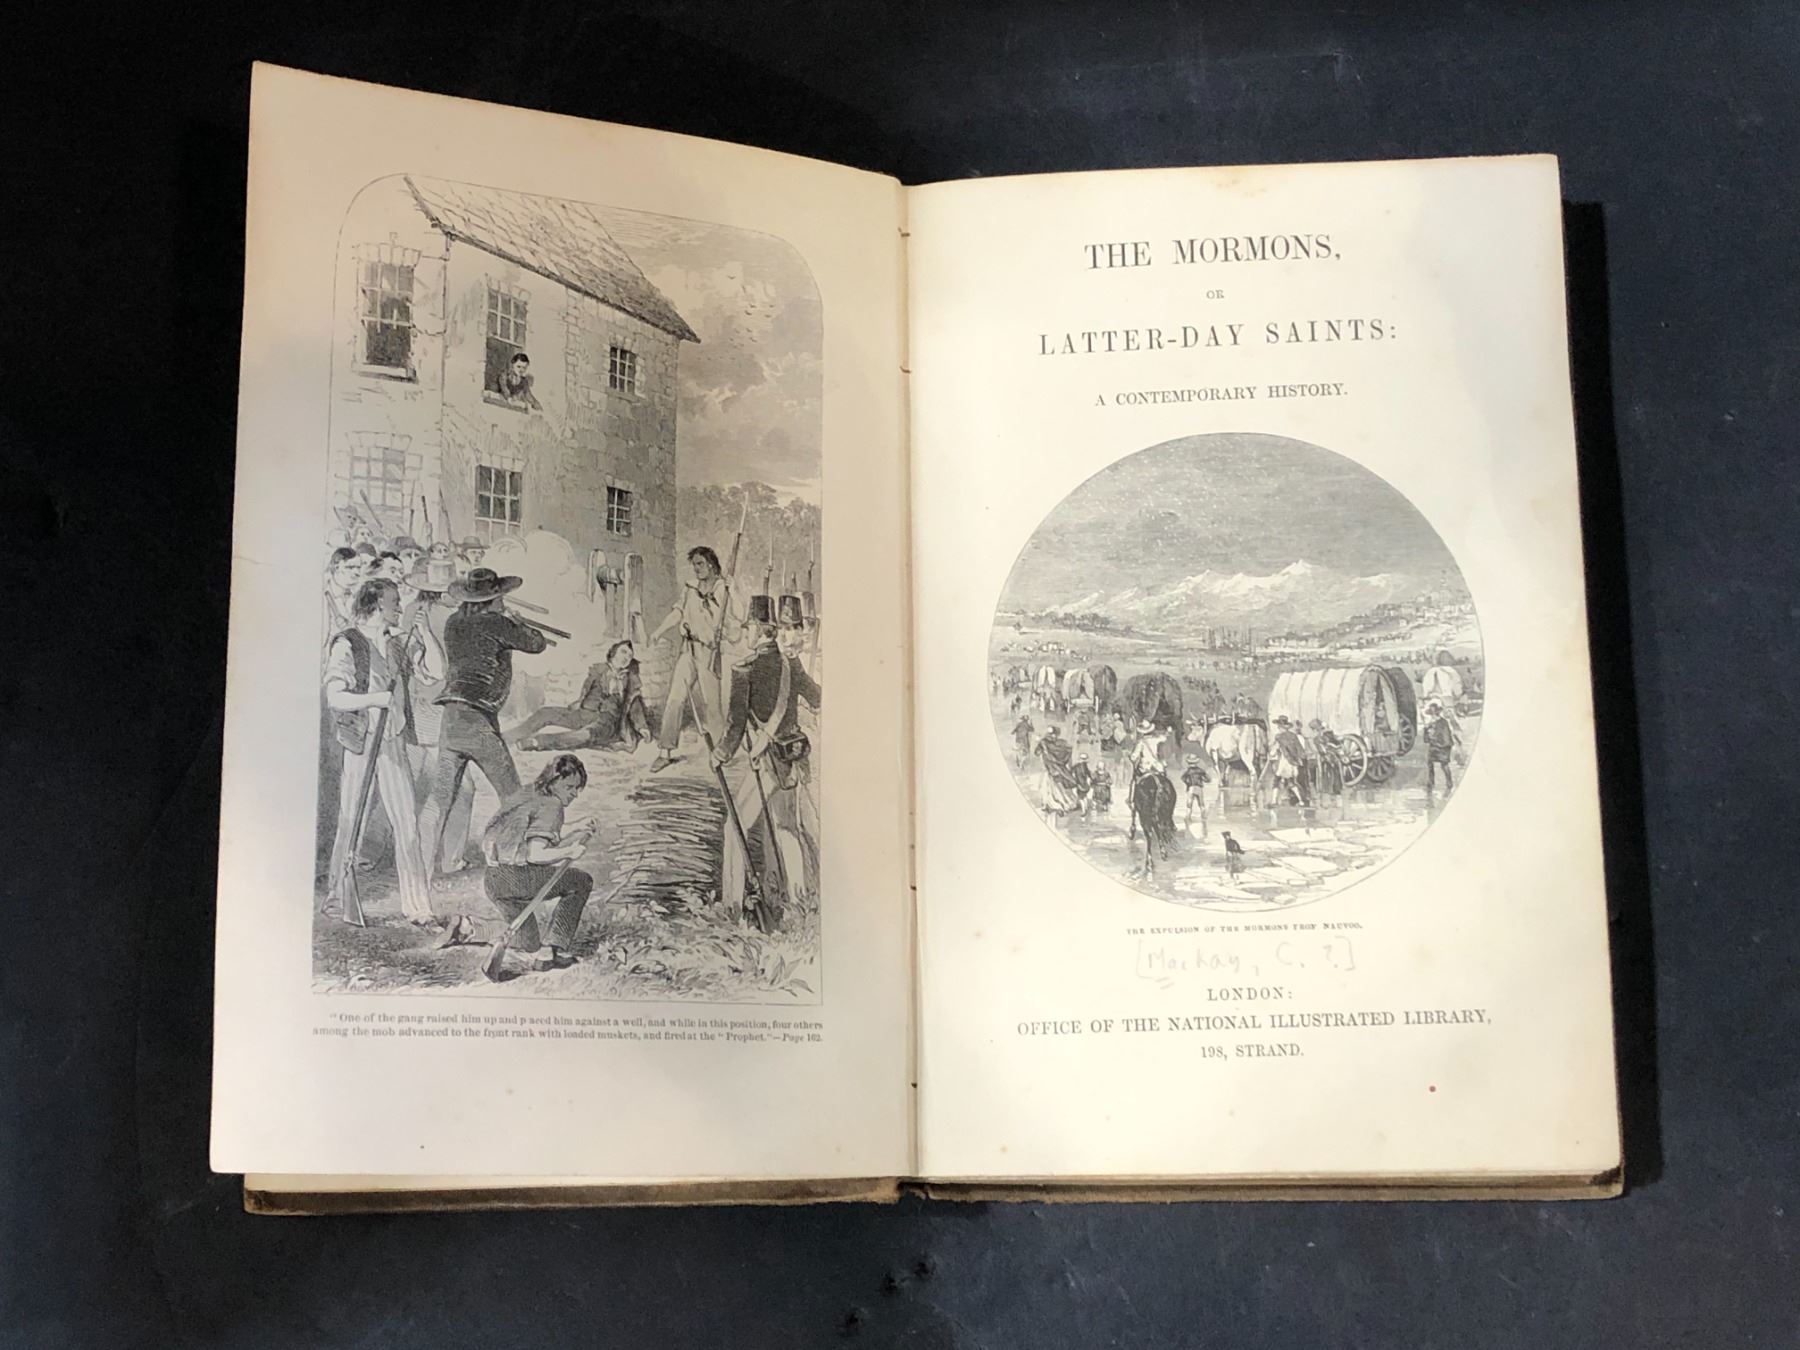 "One of the gang raised him up and p aced him against a well, and while in this position, four others
among the mob advanced to the frynt rank with loaded muskets, and fired at the "Prophet."—Page 162.
THE MORMONS,
OR
LATTER-DAY SAINTS:
A CONTEMPORARY HISTORY.
THE EXPULSION OF THE MORMONS FROM NAUVOO.
[Mackay, C. ?]
LONDON:
OFFICE OF THE NATIONAL ILLUSTRATED LIBRARY,
198, STRAND.